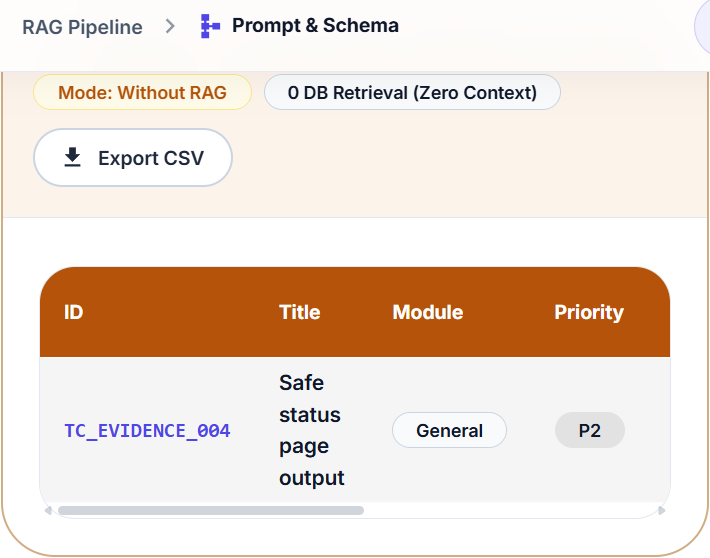 RAG Pipeline > Prompt & Schema
Mode: Without RAG 0 DB Retrieval (Zero Context)
Export CSV
ID Title Module Priority
TC_EVIDENCE_004 Safe status page output General P2